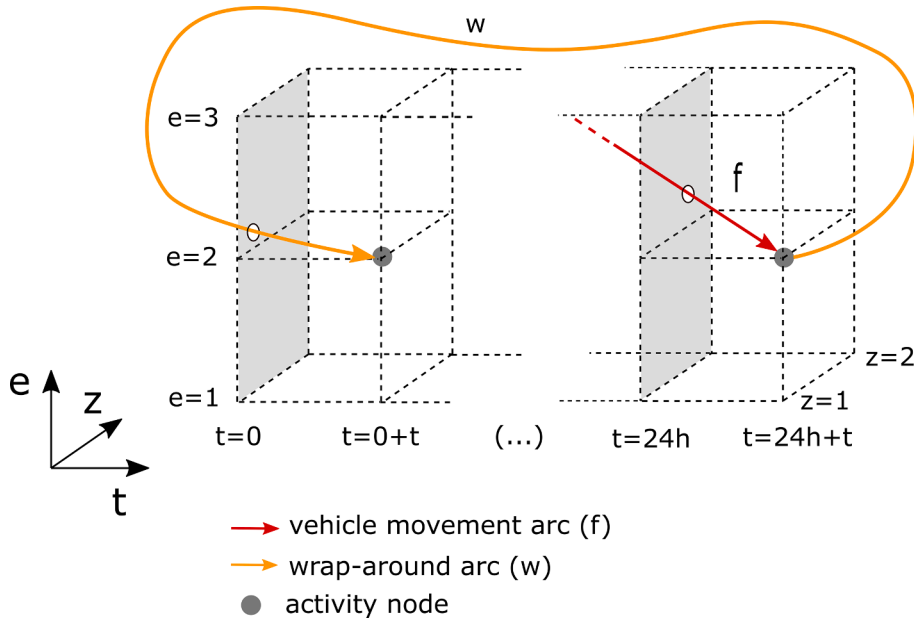 w
e=3
f
e=2
z=2
e
z
e=1
z=1
t=0
t=0+t
(...)
t=24h
t=24h+t
t
vehicle movement arc (f)
wrap-around arc (w)
activity node